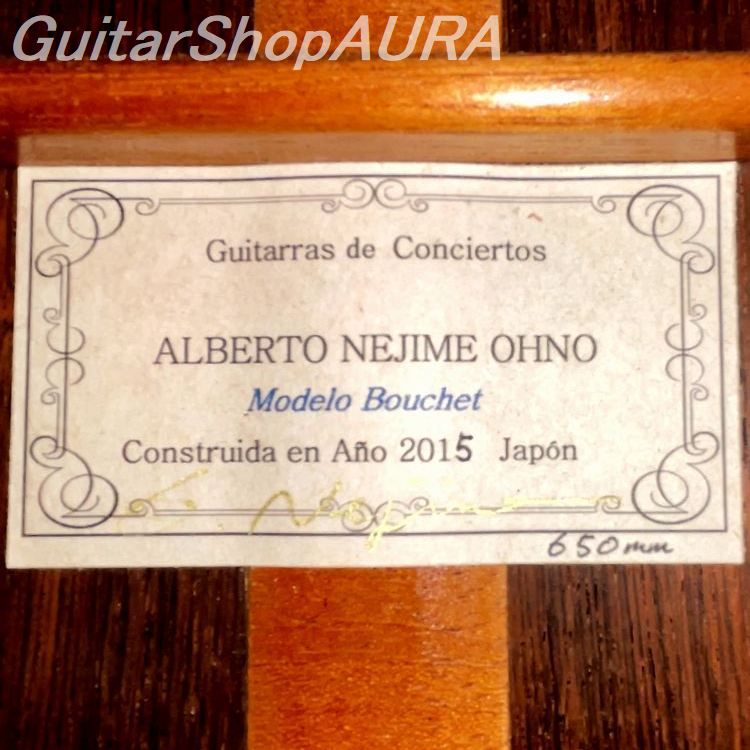 GuitarShopAURA
Guitarras de Conciertos
ALBERTO NEJIME OHNO
Modelo Bouchet
Construida en Año 2015 Japón
650mm